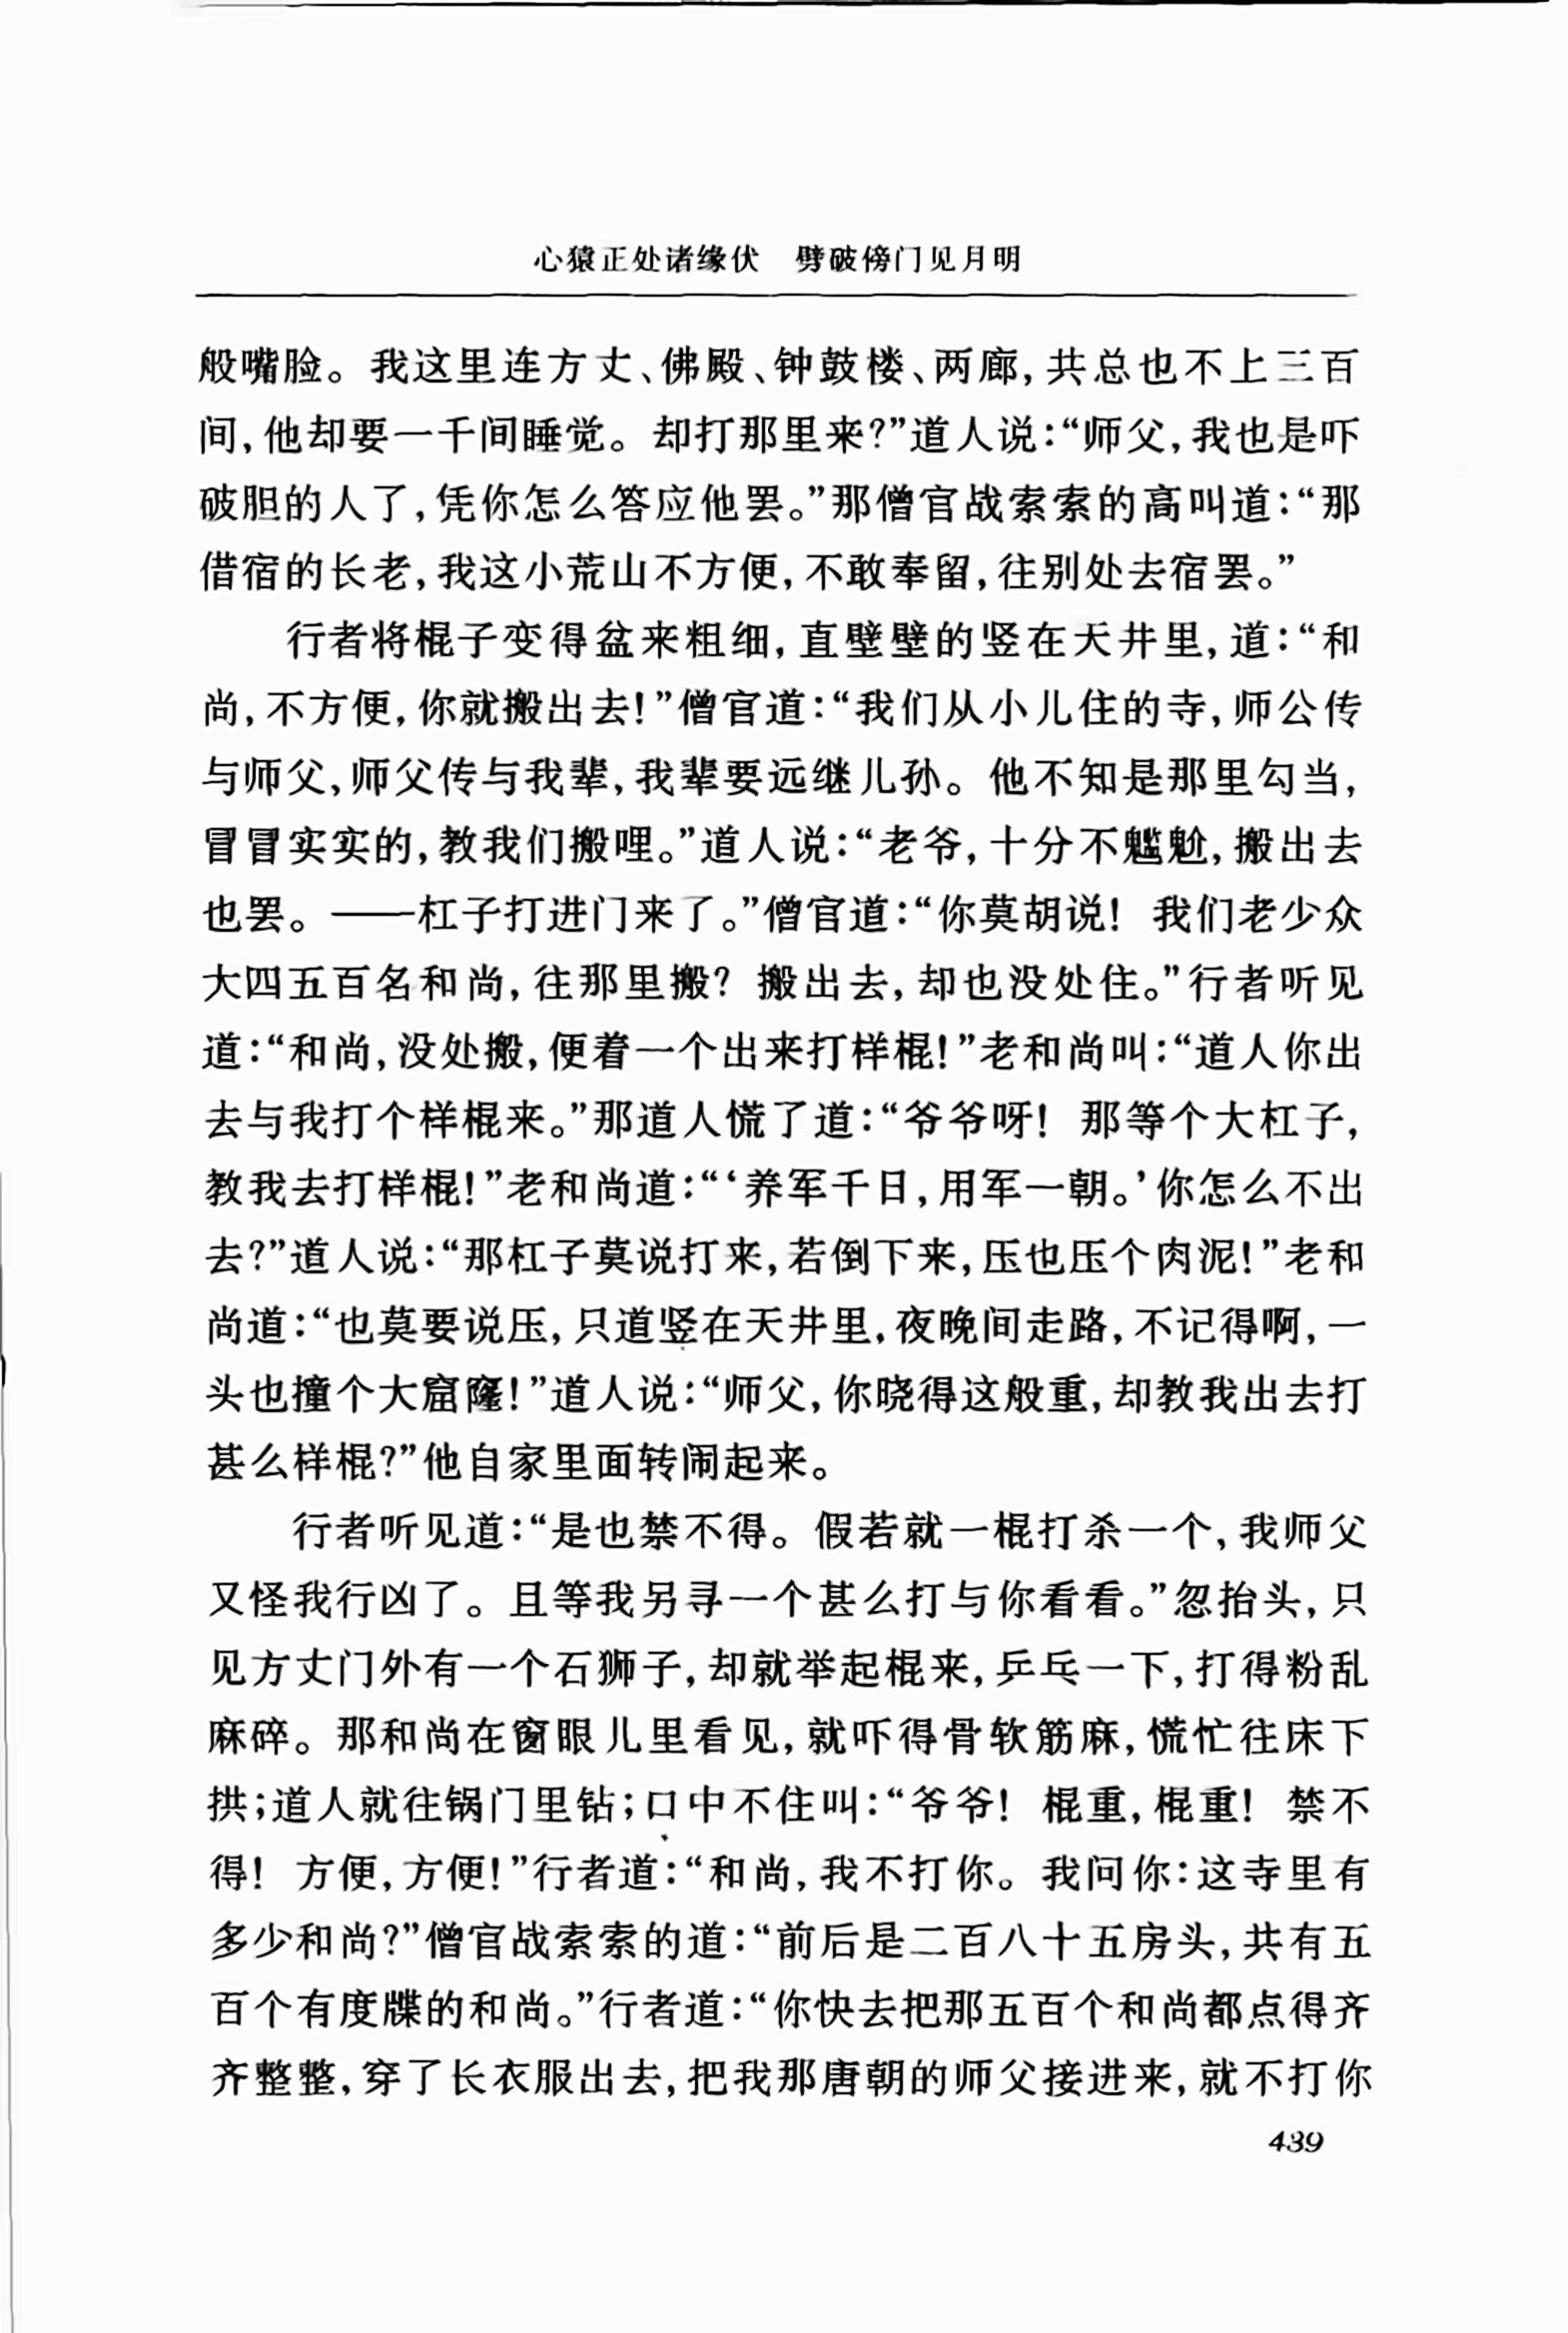 心猿正处诸缘伏　劈破傍门见月明
般嘴脸。我这里连方丈、佛殿、钟鼓楼、两廊，共总也不上三百
间，他却要一千间睡觉。却打那里来？”道人说：“师父，我也是吓
破胆的人了，凭你怎么答应他罢。”那僧官战索索的高叫道：“那
借宿的长老，我这小荒山不方便，不敢奉留，往别处去宿罢。”
行者将棍子变得盆来粗细，直壁壁的竖在天井里，道：“和
尚，不方便，你就搬出去！”僧官道：“我们从小儿住的寺，师公传
与师父，师父传与我辈，我辈要远继儿孙。他不知是那里勾当，
冒冒实实的，教我们搬哩。”道人说：“老爷，十分不魀魀，搬出去
也罢。——杠子打进门来了。”僧官道：“你莫胡说！我们老少众
大四五百名和尚，往那里搬？搬出去，却也没处住。”行者听见
道：“和尚，没处搬，便着一个出来打样棍！”老和尚叫：“道人你出
去与我打个样棍来。”那道人慌了道：“爷爷呀！那等个大杠子，
教我去打样棍！”老和尚道：“‘养军千日，用军一朝。’你怎么不出
去？”道人说：“那杠子莫说打来，若倒下来，压也压个肉泥！”老和
尚道：“也莫要说压，只道竖在天井里，夜晚间走路，不记得啊，一
头也撞个大窟窿！”道人说：“师父，你晓得这般重，却教我出去打
甚么样棍？”他自家里面转闹起来。
行者听见道：“是也禁不得。假若就一棍打杀一个，我师父
又怪我行凶了。且等我另寻一个甚么打与你看看。”忽抬头，只
见方丈门外有一个石狮子，却就举起棍来，乒乓一下，打得粉乱
麻碎。那和尚在窗眼儿里看见，就吓得骨软筋麻，慌忙往床下
拱；道人就往锅门里钻；口中不住叫：“爷爷！棍重，棍重！禁不
得！方便，方便！”行者道：“和尚，我不打你。我问你：这寺里有
多少和尚？”僧官战索索的道：“前后是二百八十五房头，共有五
百个有度牒的和尚。”行者道：“你快去把那五百个和尚都点得齐
齐整整，穿了长衣服出去，把我那唐朝的师父接进来，就不打你
439